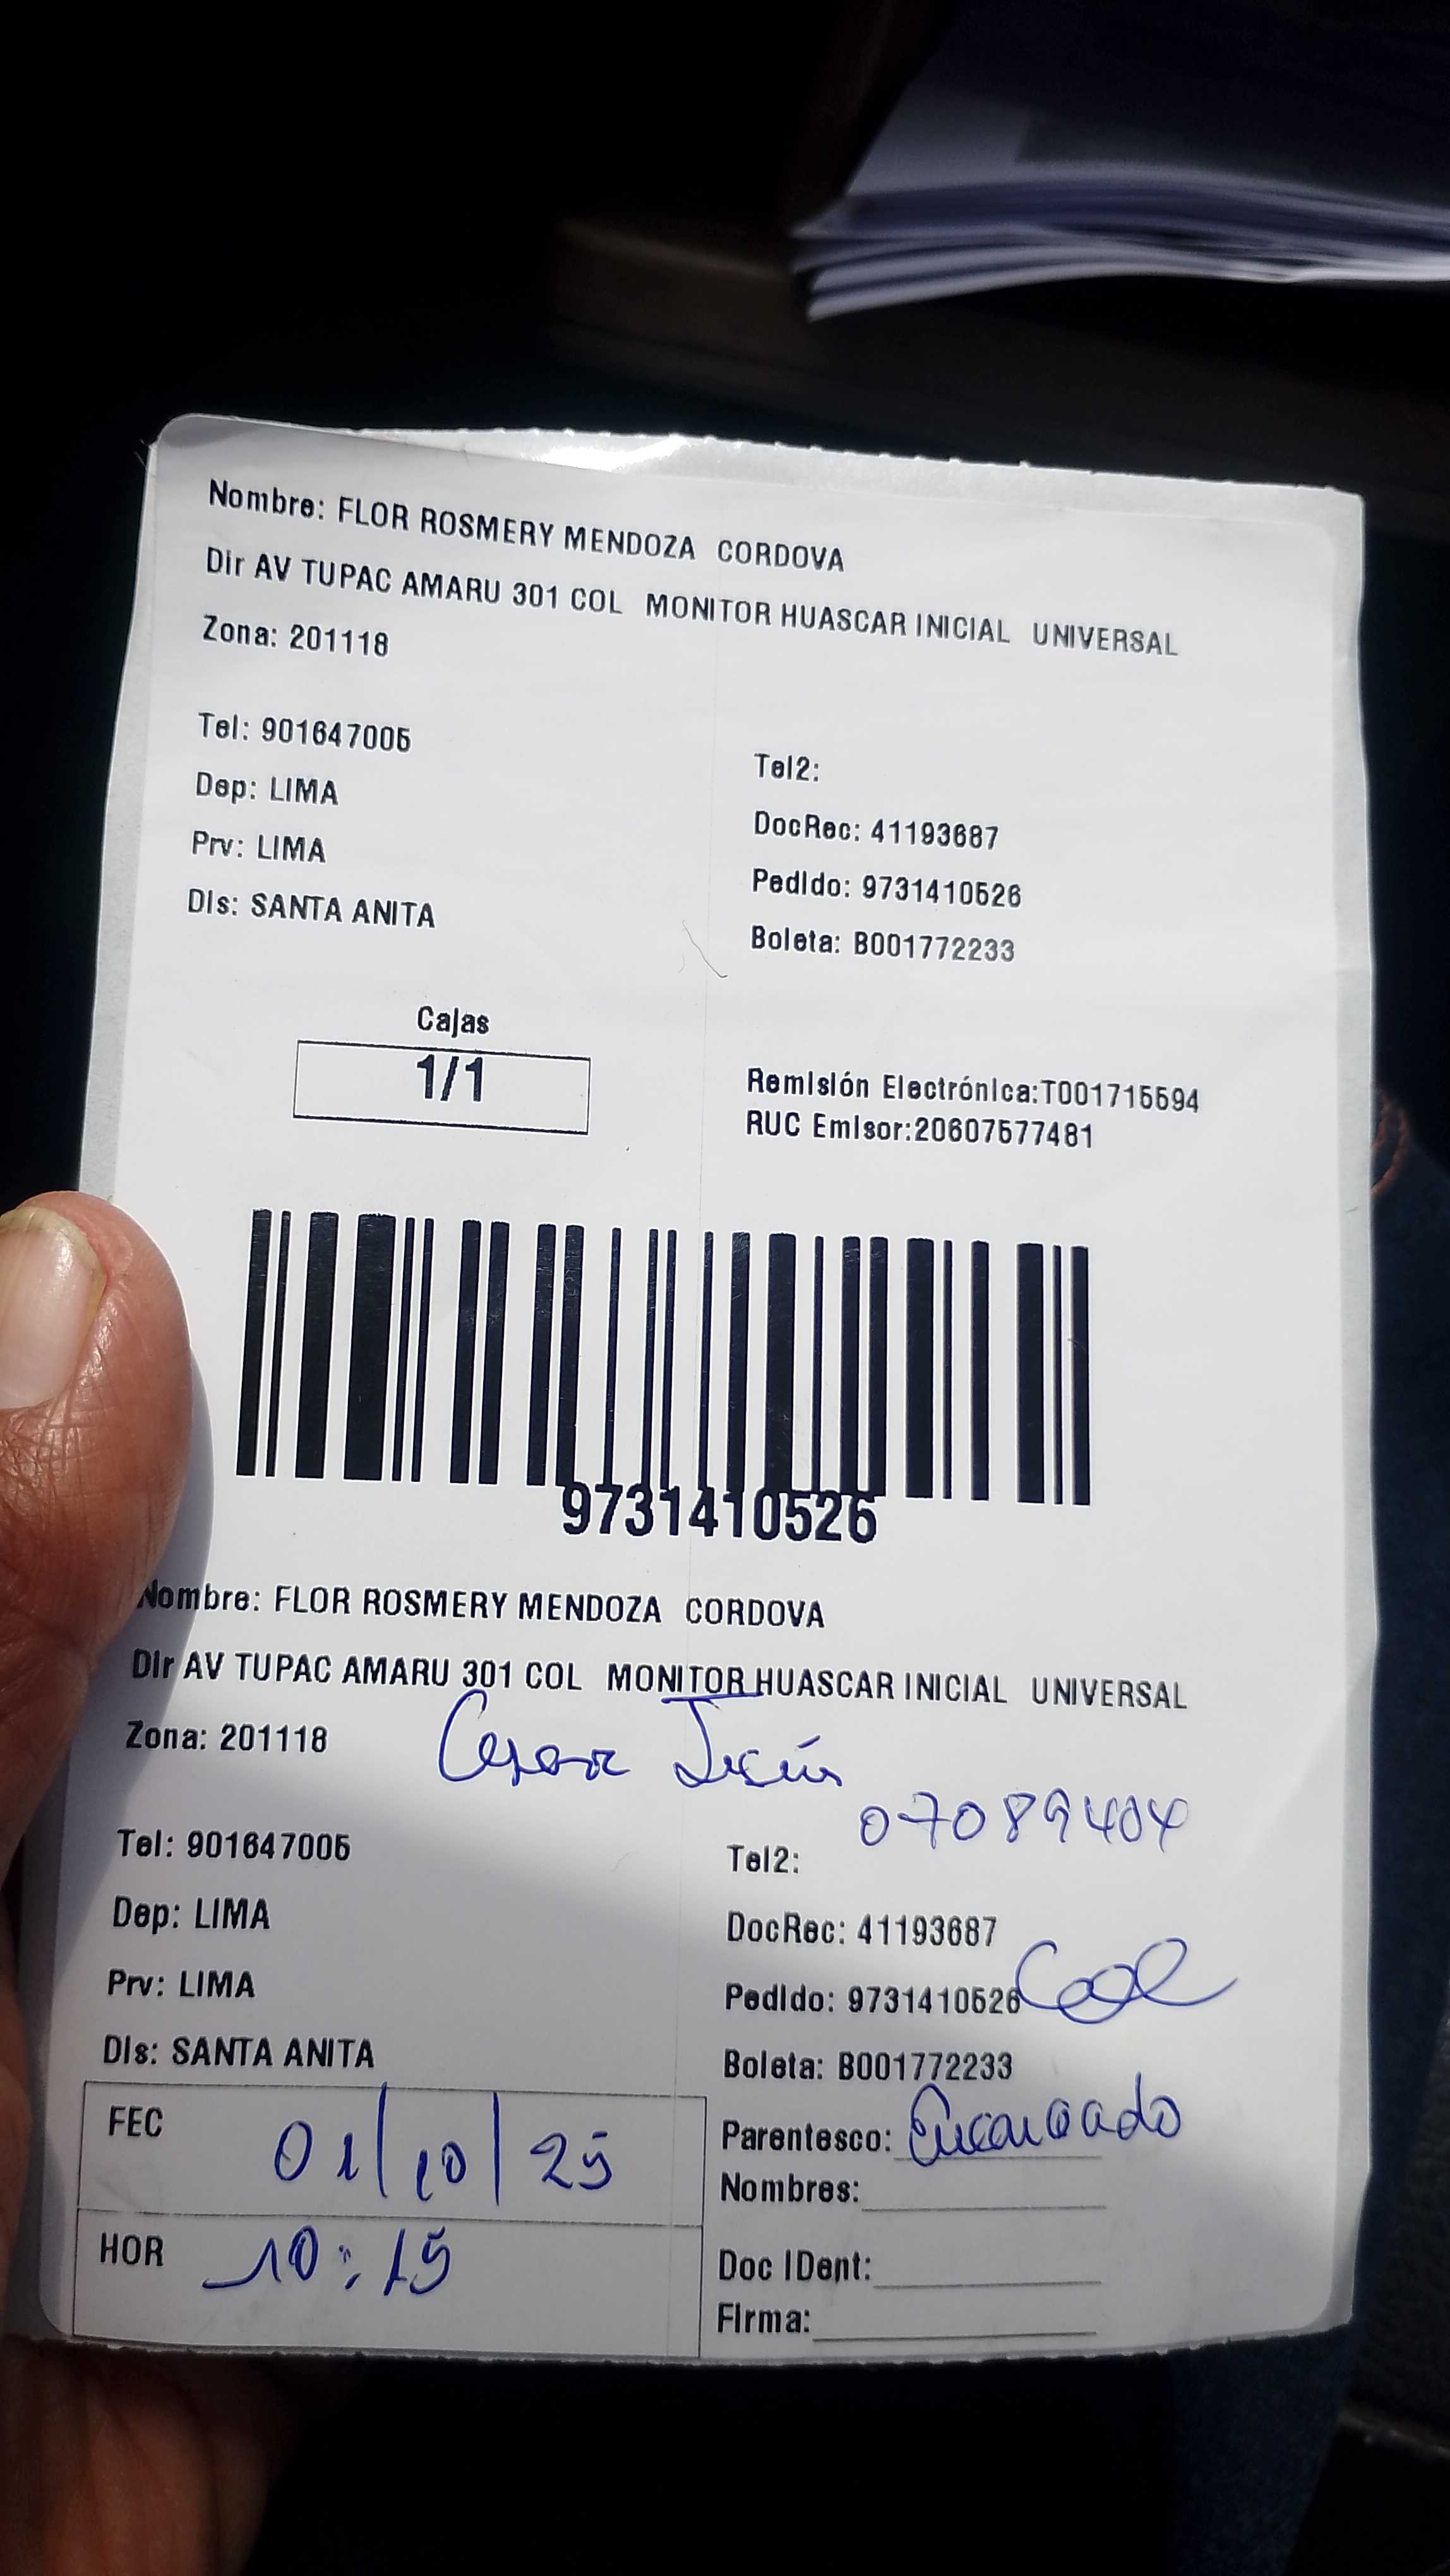 Nombre: FLOR ROSMERY MENDOZA CORDOVA
Dir AV TUPAC AMARU 301 COL MONITOR HUASCAR INICIAL UNIVERSAL
Zona: 201118
Tel: 901647005
Tel2:
Dep: LIMA
DocRec: 41193687
Prv: LIMA
Pedido: 9731410526
Dis: SANTA ANITA
Boleta: B001772233
Cajas
1/1
Remisión Electrónica:T001715594
RUC Emisor:20607577481
9731410526
Nombre: FLOR ROSMERY MENDOZA CORDOVA
Dir AV TUPAC AMARU 301 COL MONITOR HUASCAR INICIAL UNIVERSAL
Zona: 201118
Cesar Jesús
07089404
Tel: 901647005
Tel2:
Dep: LIMA
DocRec: 41193687
Prv: LIMA
Pedido: 9731410526
Dis: SANTA ANITA
Boleta: B001772233
FEC 01/10/25
Parentesco: Encargado
Nombres:
HOR 10:15
Doc IDent:
Firma: